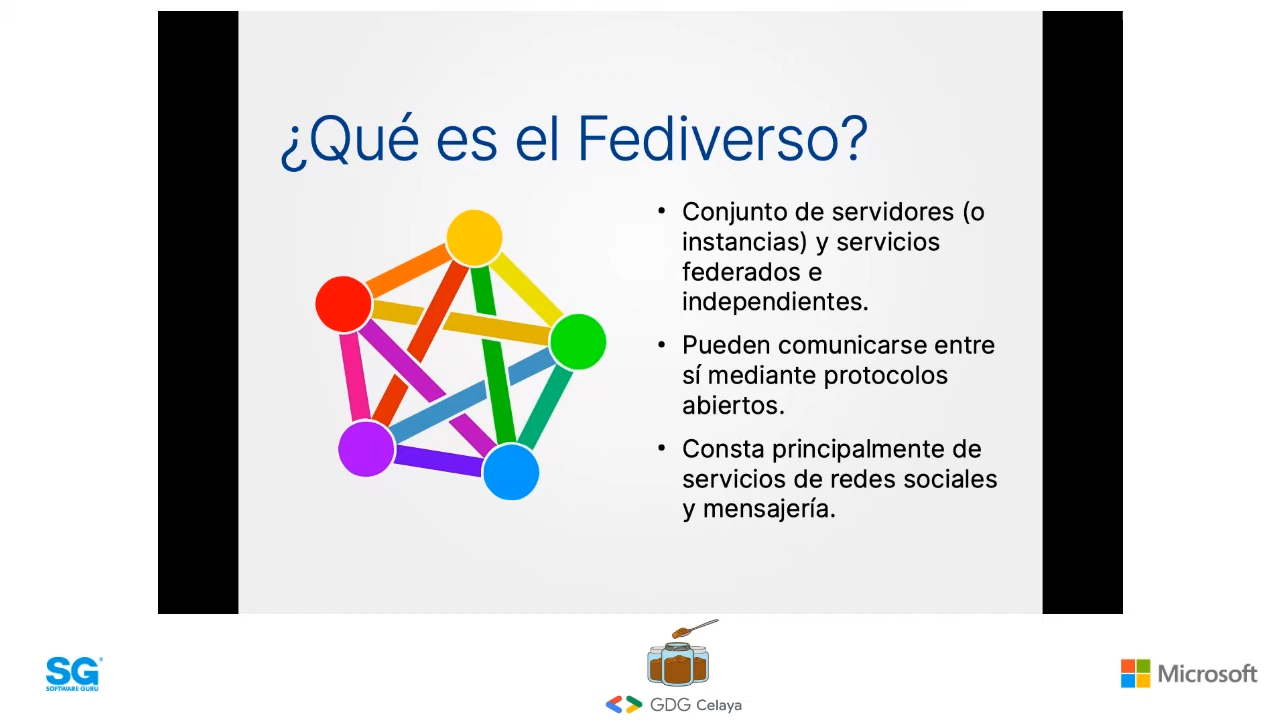 ¿Qué es el Fediverso?
• Conjunto de servidores (o
instancias) y servicios
federados e
independientes.
• Pueden comunicarse entre
sí mediante protocolos
abiertos.
• Consta principalmente de
servicios de redes sociales
y mensajería.
SG®
SOFTWARE GURU
GDG Celaya
Microsoft